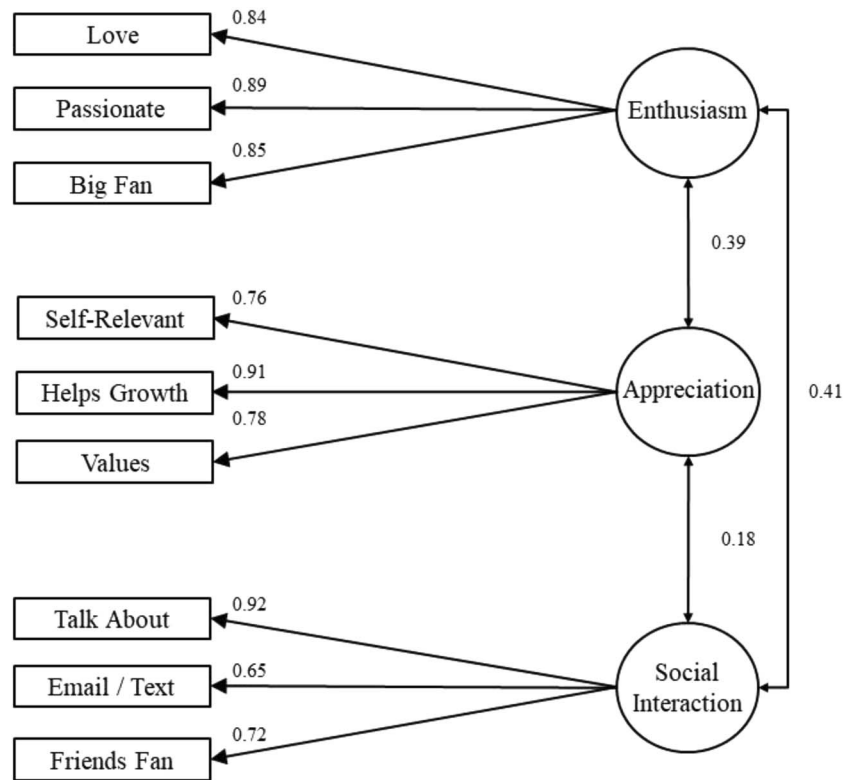 Love
0.84
Passionate
0.89
Big Fan
0.85
Enthusiasm
0.39
Self-Relevant
0.76
Helps Growth
0.91
Values
0.78
Appreciation
0.41
0.18
Talk About
0.92
Email / Text
0.65
Friends Fan
0.72
Social
Interaction